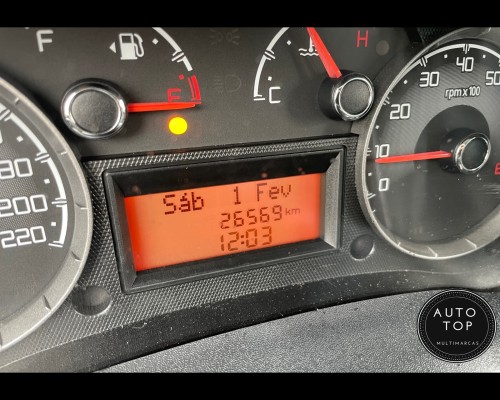 F
H
E
C
Sáb 1 Fev
26569 km
12:03
80
200
220
0
10
20
30
40
50
rpm x 100
AUTO
TOP
MULTIMARCAS